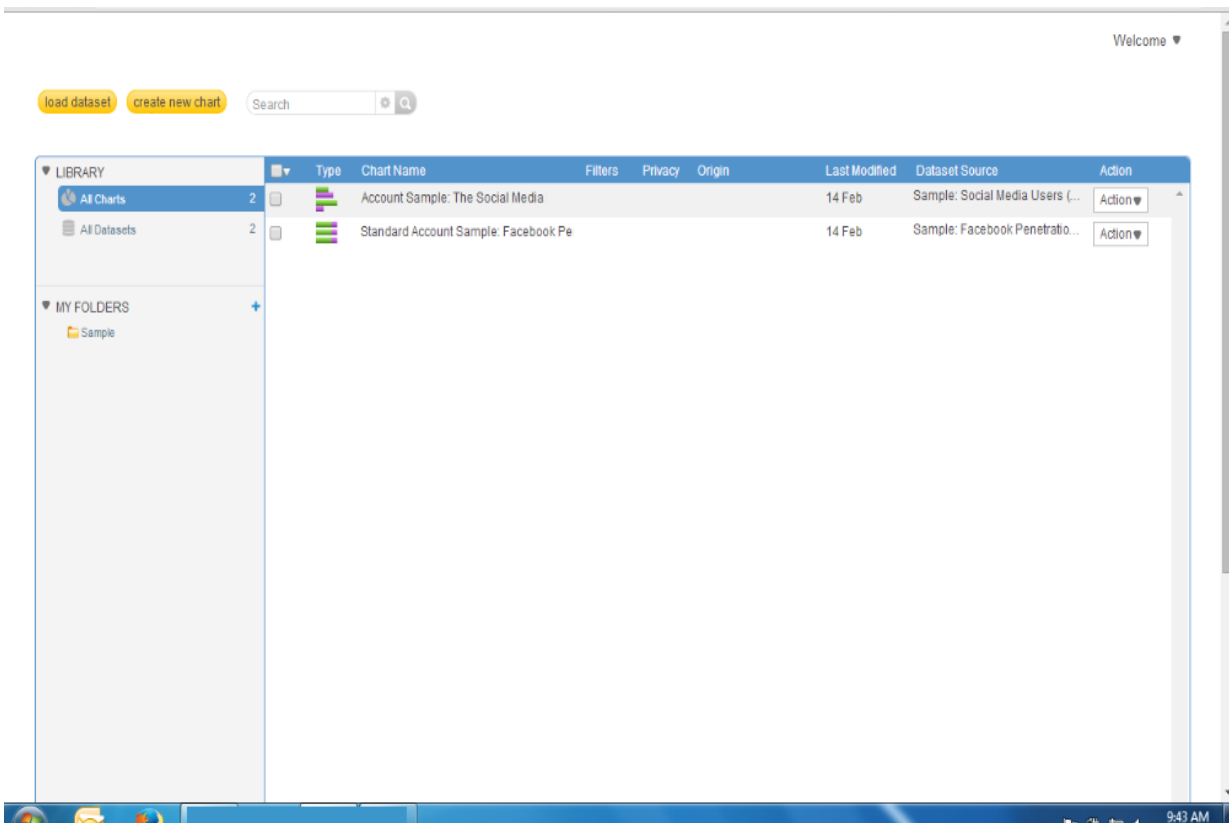 Welcome
load dataset create new chart Search
LIBRARY
All Charts 2
All Datasets 2
MY FOLDERS +
Sample
Type Chart Name Filters Privacy Origin Last Modified Dataset Source Action
Account Sample: The Social Media 14 Feb Sample: Social Media Users (... Action
Standard Account Sample: Facebook Pe 14 Feb Sample: Facebook Penetratio... Action
9:43 AM